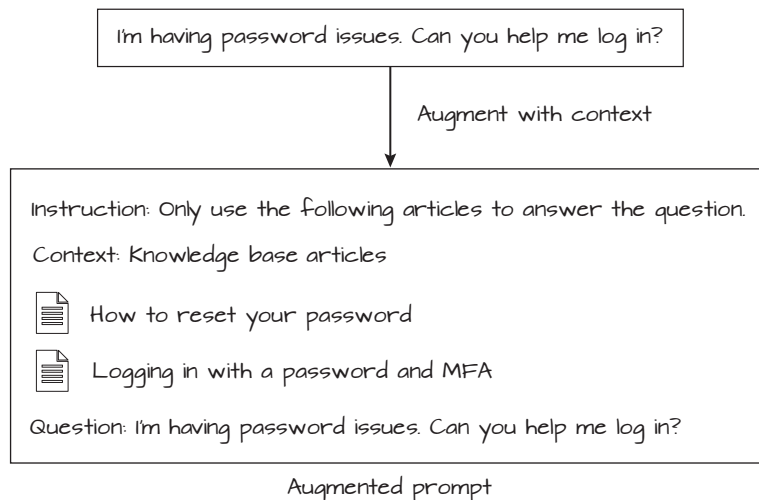 I'm having password issues. Can you help me log in?
Augment with context
Instruction: Only use the following articles to answer the question.
Context: Knowledge base articles
How to reset your password
Logging in with a password and MFA
Question: I'm having password issues. Can you help me log in?
Augmented prompt